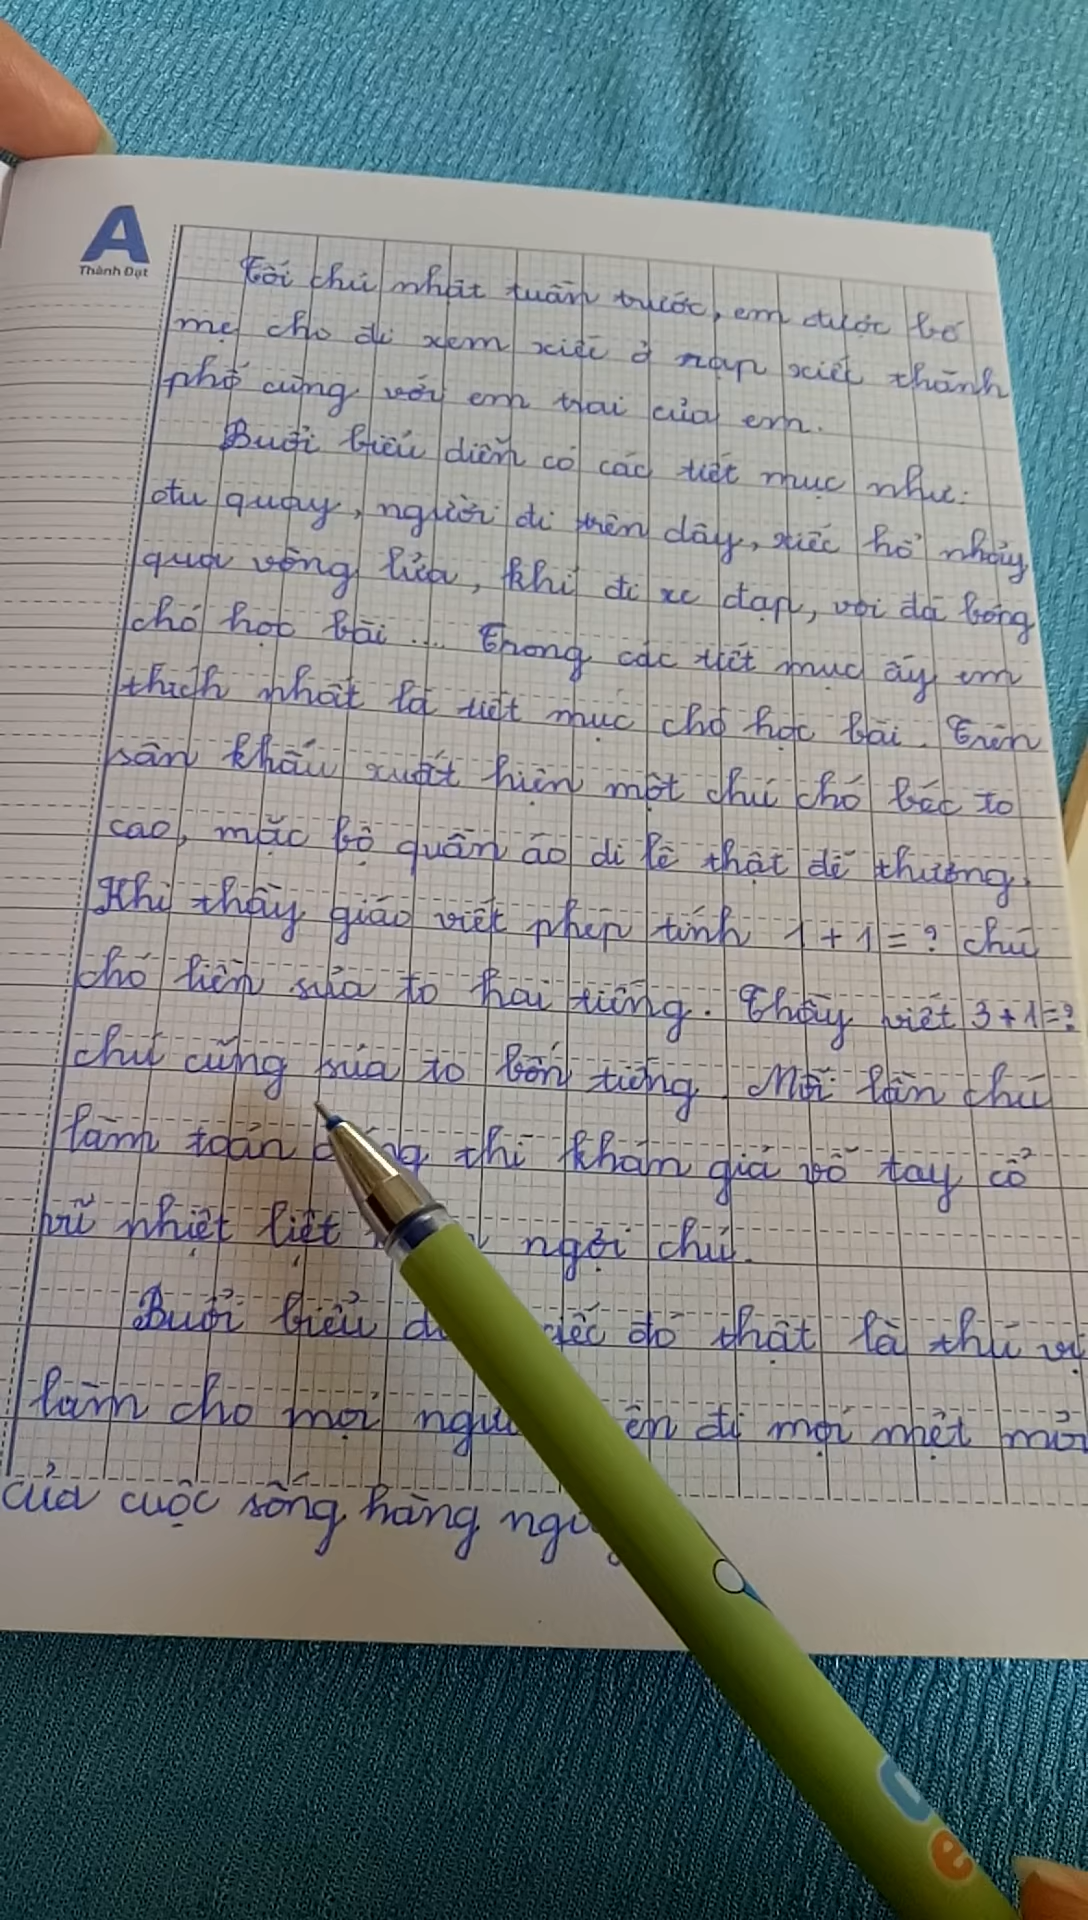 A
Thành Đạt
Tối chủ nhật tuần trước, em được bố
mẹ cho đi xem xiếc ở rạp xiếc thành
phố cùng với em trai của em.
Buổi biểu diễn có các tiết mục như:
đu quay, người đi trên dây, xiếc hổ nhảy
qua vòng lửa, khỉ đi xe đạp, voi đá bóng
chó học bài... Trong các tiết mục ấy em
thích nhất là tiết mục chó học bài. Trên
sân khấu xuất hiện một chú chó béc to
cao, mặc bộ quần áo đi lê thật dễ thương.
Khi thầy giáo viết phép tính 1+1=? chú
chó liền sủa to hai tiếng. Thầy viết 3+1=?
chú cũng sủa to bốn tiếng. Mỗi lần chú
làm toán thì khán giả vỗ tay cổ
vũ nhiệt liệt ngợi chú.
Buổi biểu xiếc đó thật là thú vị
làm cho mọi đi mọi mệt mỏi
của cuộc sống hàng